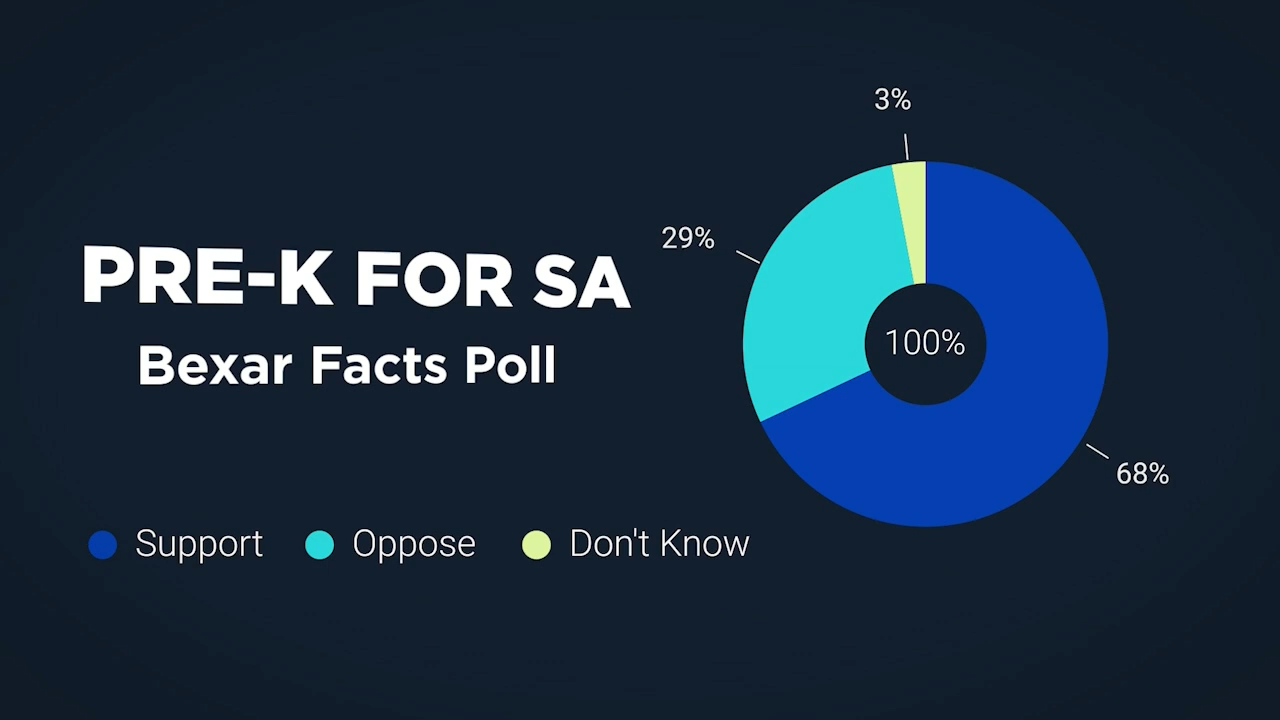 PRE-K FOR SA
Bexar Facts Poll
3%
29%
100%
68%
Support
Oppose
Don't Know